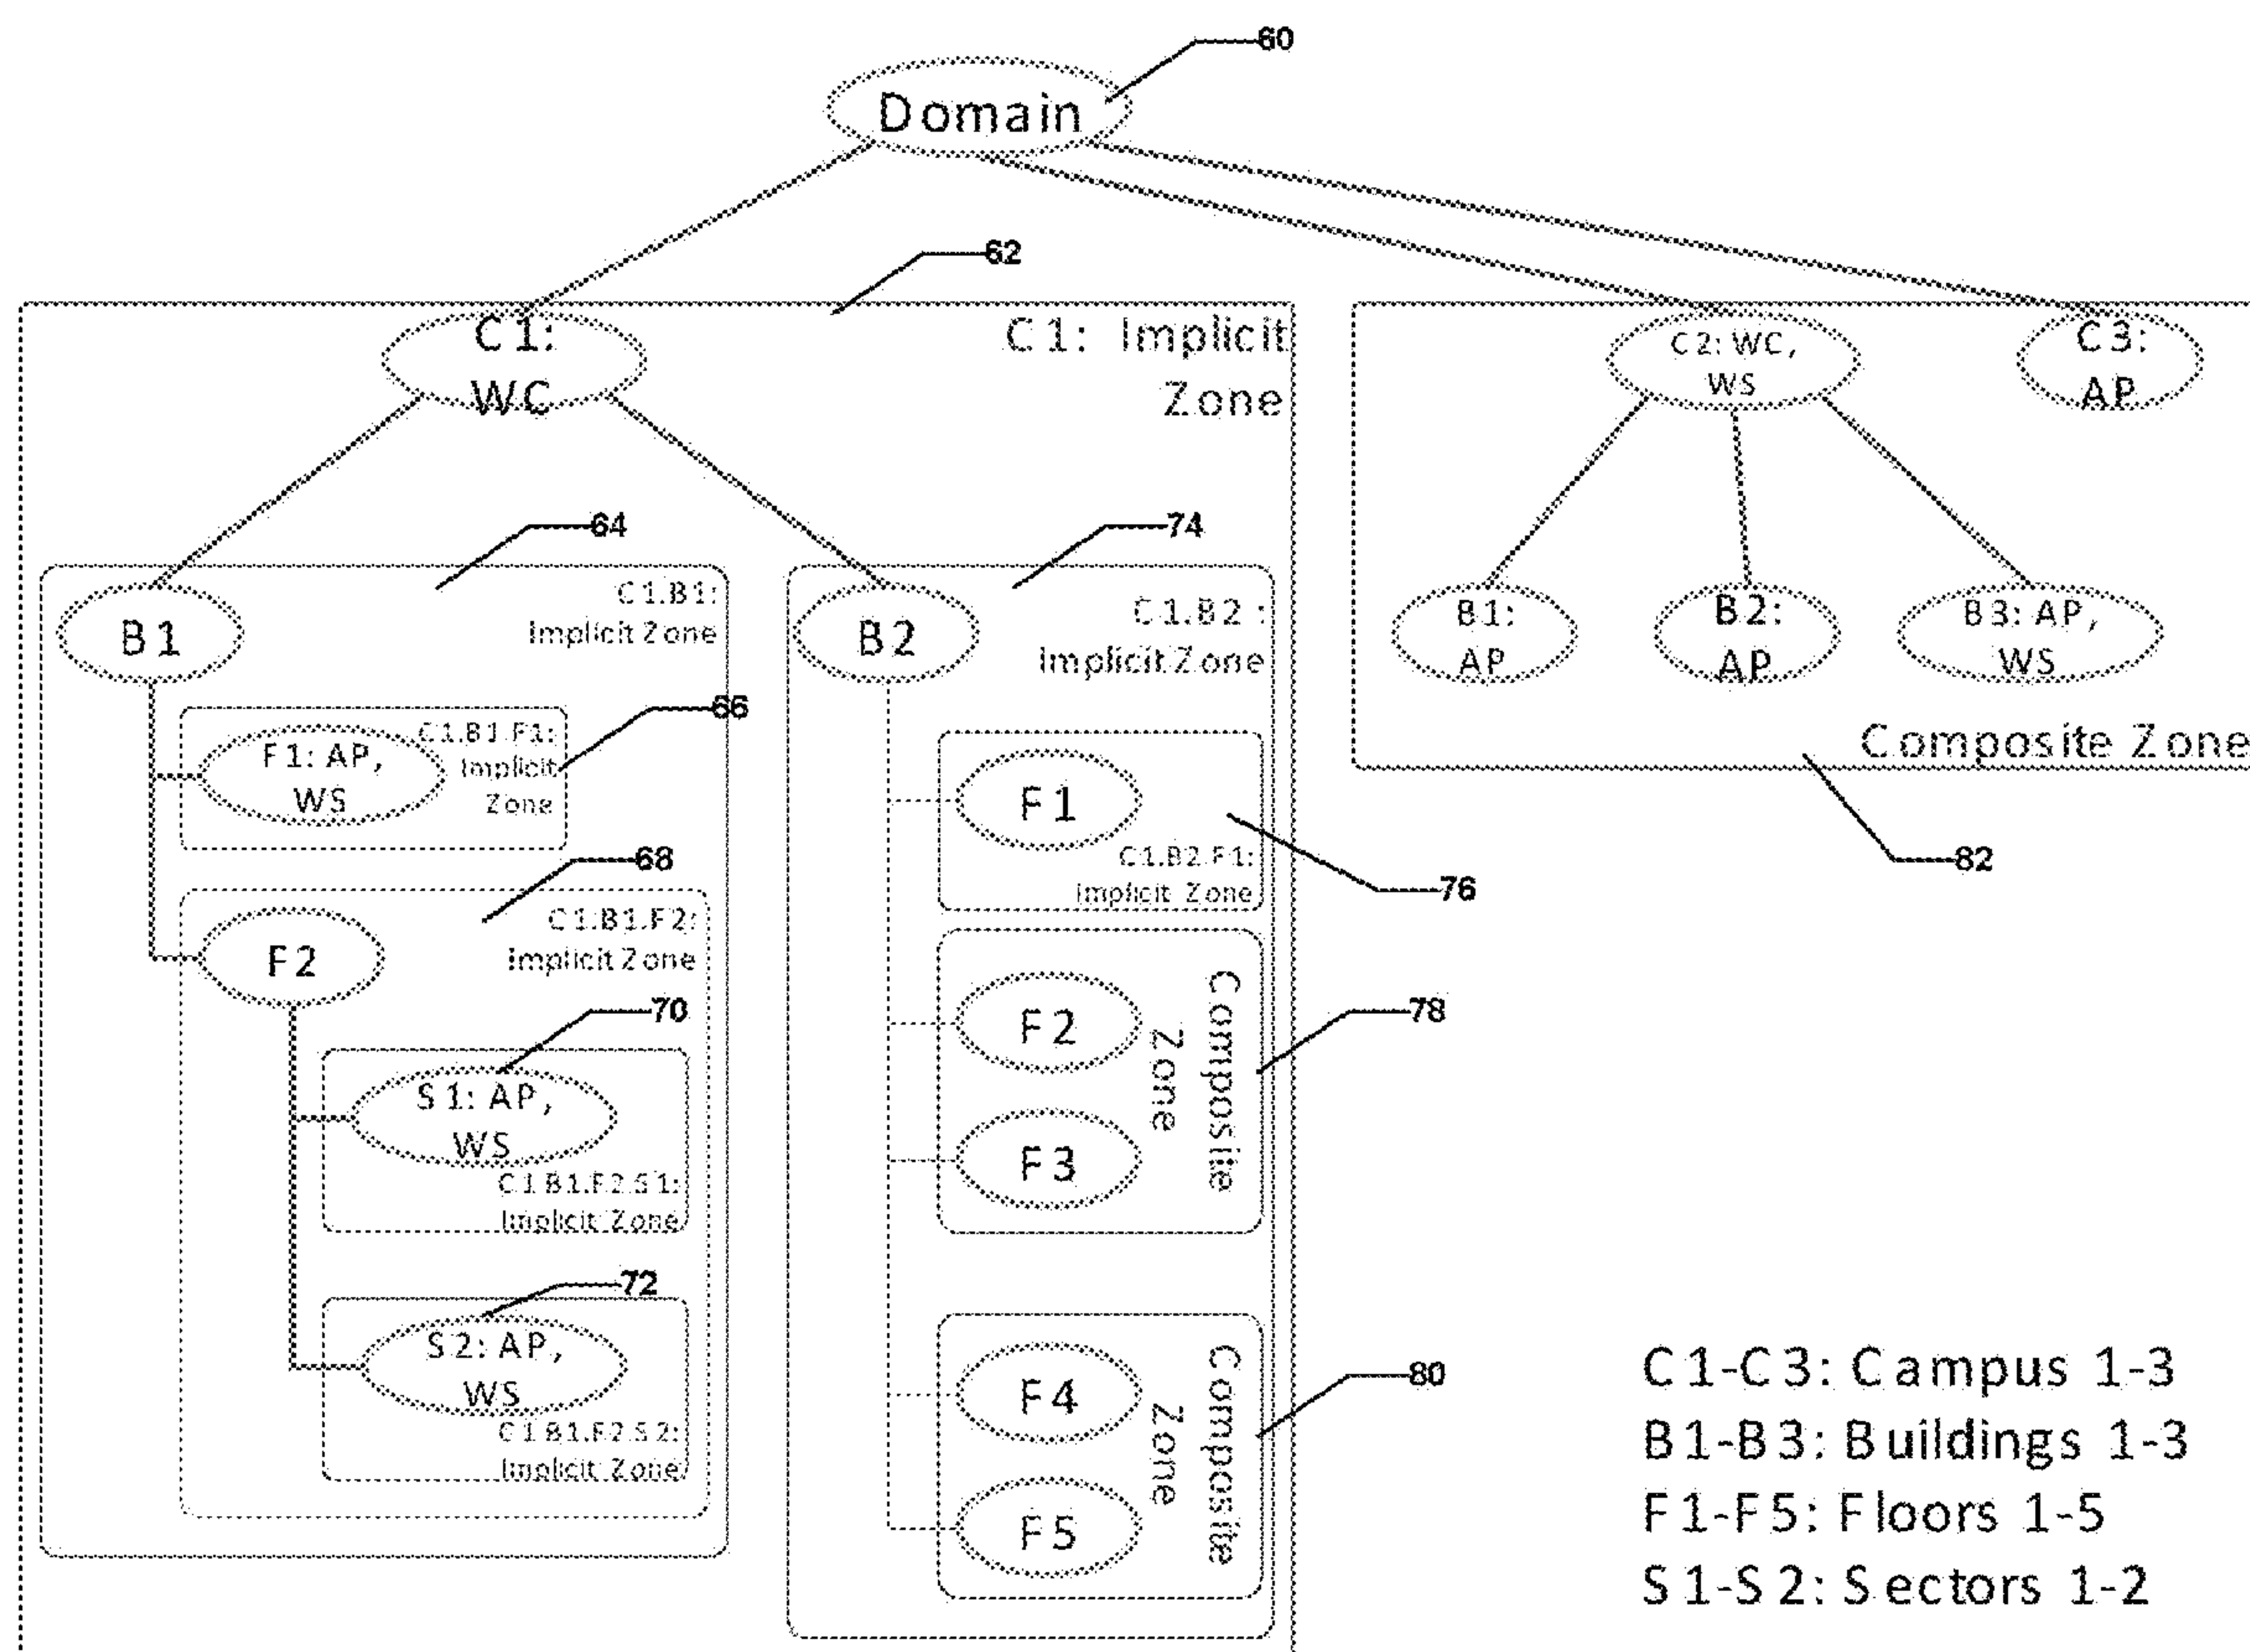 60
Domain
62
C1:
WC
C1: Implicit
Zone
C2: WC,
WS
C3:
AP
64
74
B1
C1.B1:
Implicit Zone
B2
C1.B2 :
Implicit Zone
B1:
AP
B2:
AP
B3: AP,
WS
66
F1: AP,
WS
C1.B1.F1:
Implicit
Zone
Composite Zone
82
F1
C1.B2.F1:
Implicit Zone
76
68
F2
C1.B1.F2:
Implicit Zone
F2
F3
Composite
Zone
78
70
S1: AP,
WS
C1.B1.F2.S1:
Implicit Zone
72
S2: AP,
WS
C1.B1.F2.S2:
Implicit Zone
F4
F5
Composite
Zone
80
C1-C3: Campus 1-3
B1-B3: Buildings 1-3
F1-F5: Floors 1-5
S1-S2: Sectors 1-2